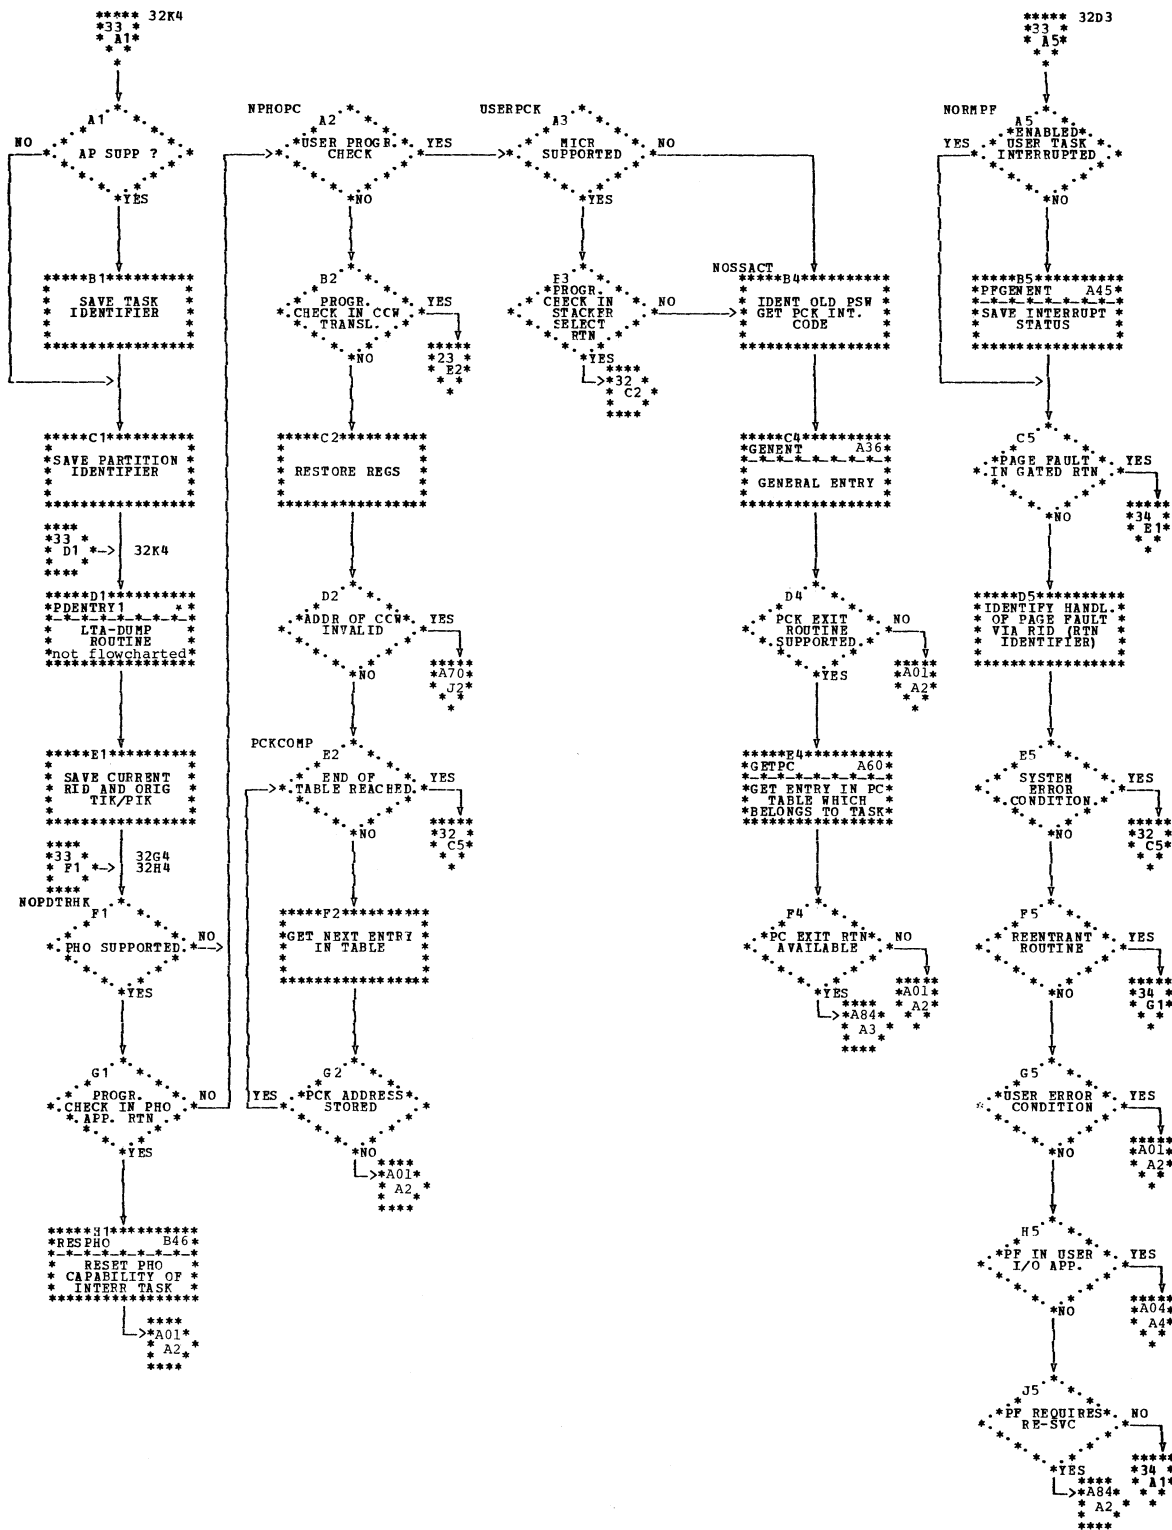 33 A1
32K4
A1
AP SUPP ?
NO
YES
B1
SAVE TASK
IDENTIFIER
C1
SAVE PARTITION
IDENTIFIER
33
D1
32K4
D1
PDENTRY1 *
LTA-DUMP
ROUTINE
not flowcharted
E1
SAVE CURRENT
RID AND ORIG
TIK/PIK
33
F1
32G4
32H4
NOPDTRHK
F1
PHO SUPPORTED
NO
YES
G1
PROGR.
CHECK IN PHO
APP. RTN
NO
YES
H1
RESPHO B46
RESET PHO
CAPABILITY OF
INTERR TASK
A01
A2
NPHOPC
A2
USER PROGR
CHECK
YES
NO
B2
PROGR.
CHECK IN CCW
TRANSL.
YES
23
E2
NO
C2
RESTORE REGS
D2
ADDR OF CCW
INVALID
YES
A70
J2
NO
PCKCOMP
E2
END OF
TABLE REACHED
YES
32
C5
NO
F2
GET NEXT ENTRY
IN TABLE
G2
PCK ADDRESS
STORED
YES
NO
A01
A2
USERPCK
A3
MICR
SUPPORTED
NO
YES
E3
PROGR.
CHECK IN
STACKER
SELECT
RTN
NO
YES
32
C2
NOSSACT
B4
IDENT OLD PSW
GET PCK INT.
CODE
C4
GENENT A36
GENERAL ENTRY
D4
PCK EXIT
ROUTINE
SUPPORTED
NO
A01
A2
YES
E4
GETPC A60
GET ENTRY IN PC
TABLE WHICH
BELONGS TO TASK
F4
PC EXIT RTN
AVAILABLE
NO
A01
A2
YES
A84
A3
33
A5
32D3
NORMPF
A5
ENABLED
USER TASK
INTERRUPTED
YES
NO
B5
PFGENENT A45
SAVE INTERRUPT
STATUS
C5
PAGE FAULT
IN GATED RTN
YES
34
E1
NO
D5
IDENTIFY HANDL.
OF PAGE FAULT
VIA RID (RTN
IDENTIFIER)
E5
SYSTEM
ERROR
CONDITION
YES
32
C5
NO
F5
REENTRANT
ROUTINE
YES
34
G1
NO
G5
USER ERROR
CONDITION
YES
A01
A2
NO
H5
PF IN USER
I/O APP.
YES
A04
A4
NO
J5
PF REQUIRES
RE-SVC
NO
34
A1
YES
A84
A2